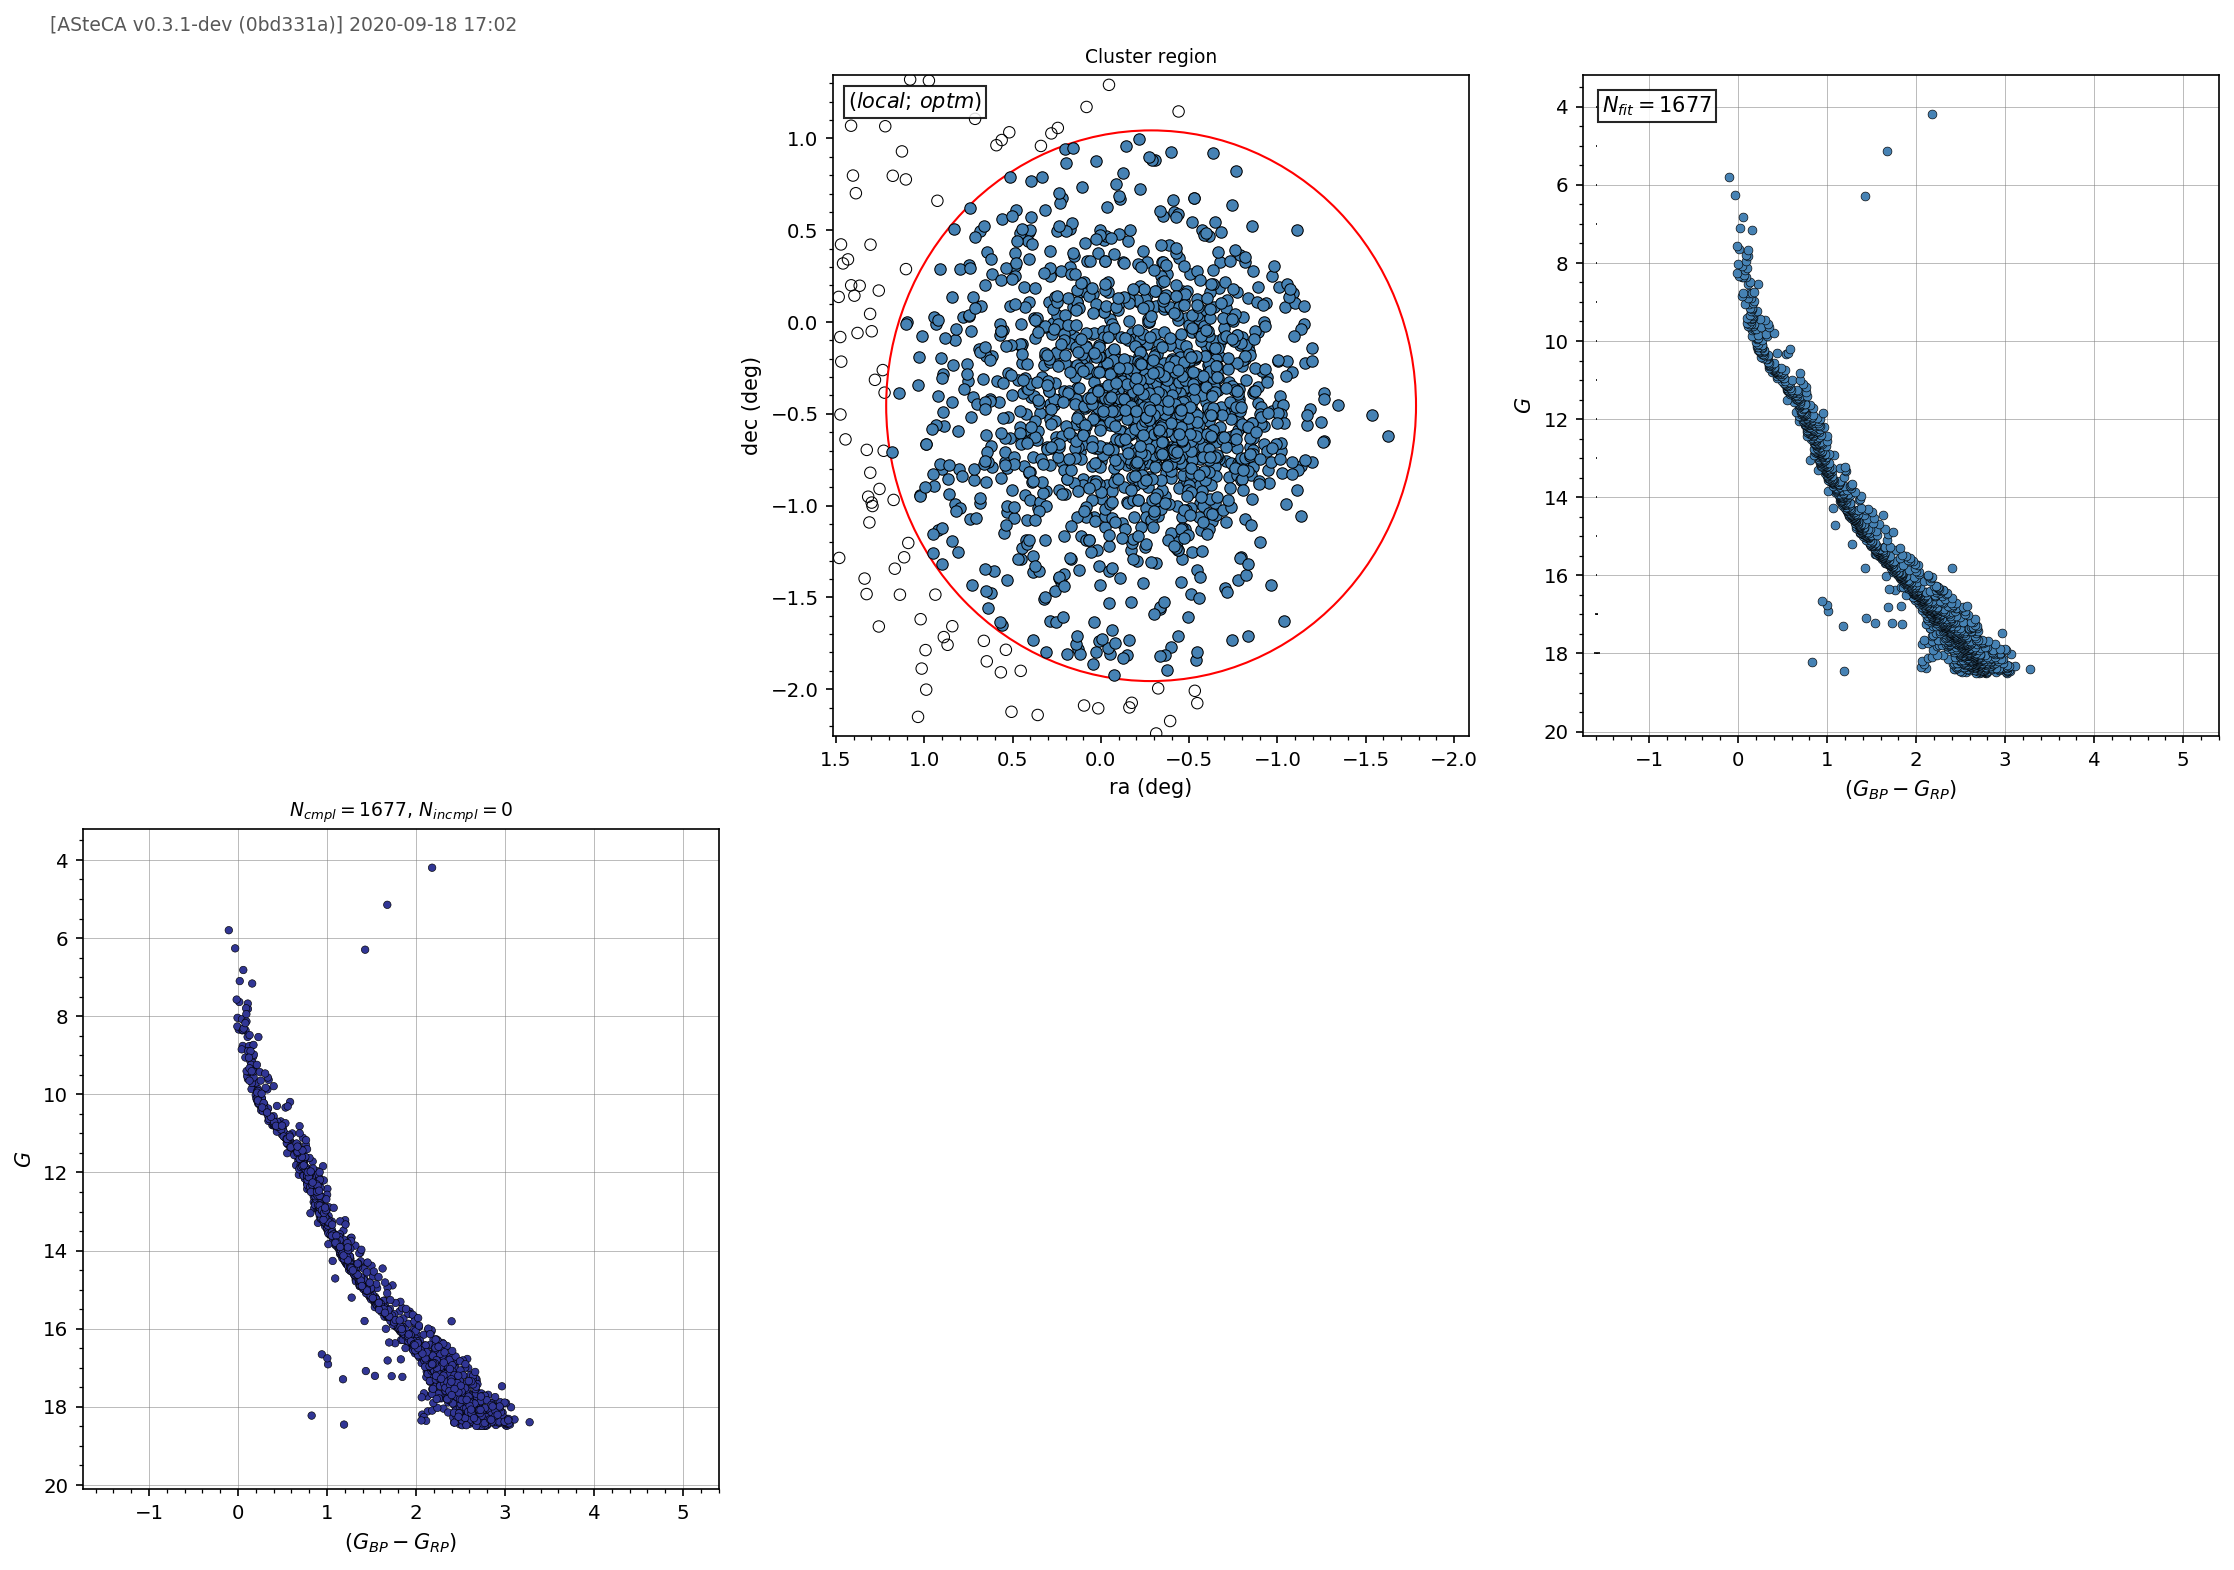 [ASteCA v0.3.1-dev (0bd331a)] 2020-09-18 17:02
Cluster region
(local; optm)
1.0
0.5
0.0
−0.5
−1.0
−1.5
−2.0
dec (deg)
1.5 1.0 0.5 0.0 −0.5 −1.0 −1.5 −2.0
ra (deg)
N_fit = 1677
4
6
8
10
12
14
16
18
20
G
−1 0 1 2 3 4 5
(G_BP − G_RP)
N_cmpl = 1677, N_incmpl = 0
4
6
8
10
12
14
16
18
20
G
−1 0 1 2 3 4 5
(G_BP − G_RP)